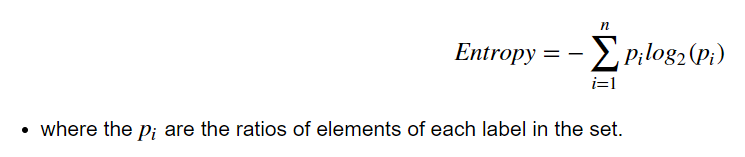 Entropy = − \sum_{i=1}^{n} p_i log_2(p_i)
• where the p_i are the ratios of elements of each label in the set.